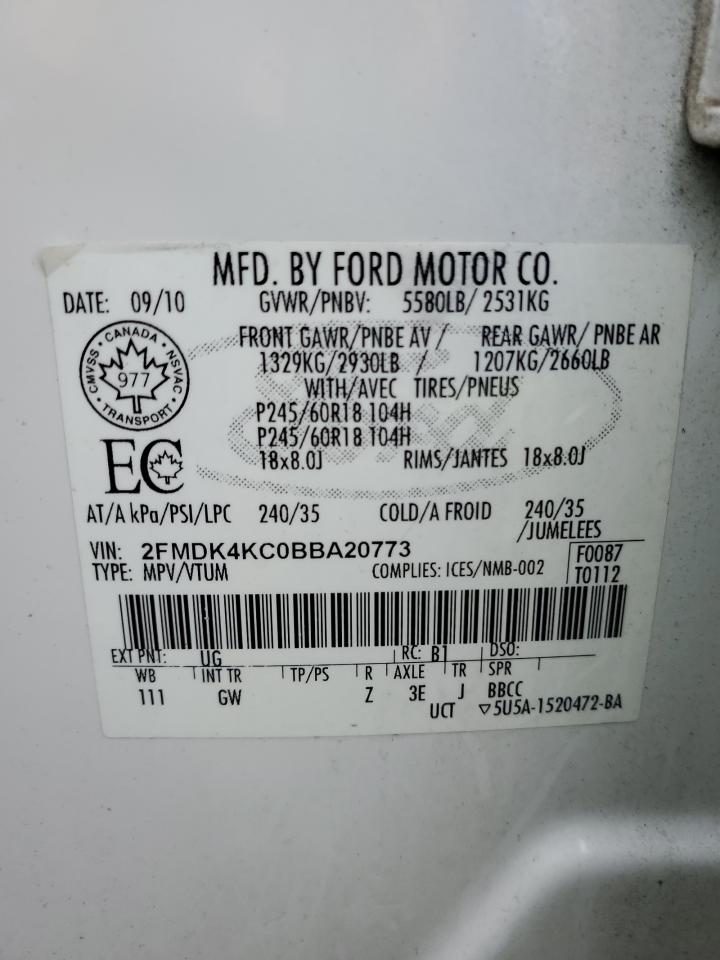 MFD. BY FORD MOTOR CO.
DATE: 09/10 GVWR/PNBV: 5580LB/ 2531KG
FRONT GAWR/PNBE AV / REAR GAWR/ PNBE AR
1329KG/2930LB / 1207KG/2660LB
WITH/AVEC TIRES/PNEUS
CANADA
CMVSS NSVAC
977
TRANSPORT
P245/60R18 104H
P245/60R18 104H
EC
18x8.0J RIMS/JANTES 18x8.0J
AT/A kPa/PSI/LPC 240/35 COLD/A FROID 240/35
/JUMELEES
VIN: 2FMDK4KC0BBA20773 F0087
TYPE: MPV/VTUM COMPLIES: ICES/NMB-002 T0112
EXT PNT: UG RC: B1 DSO:
WB INT TR TP/PS R AXLE TR SPR
111 GW Z 3E J BBCC
UCT ▽5U5A-1520472-BA